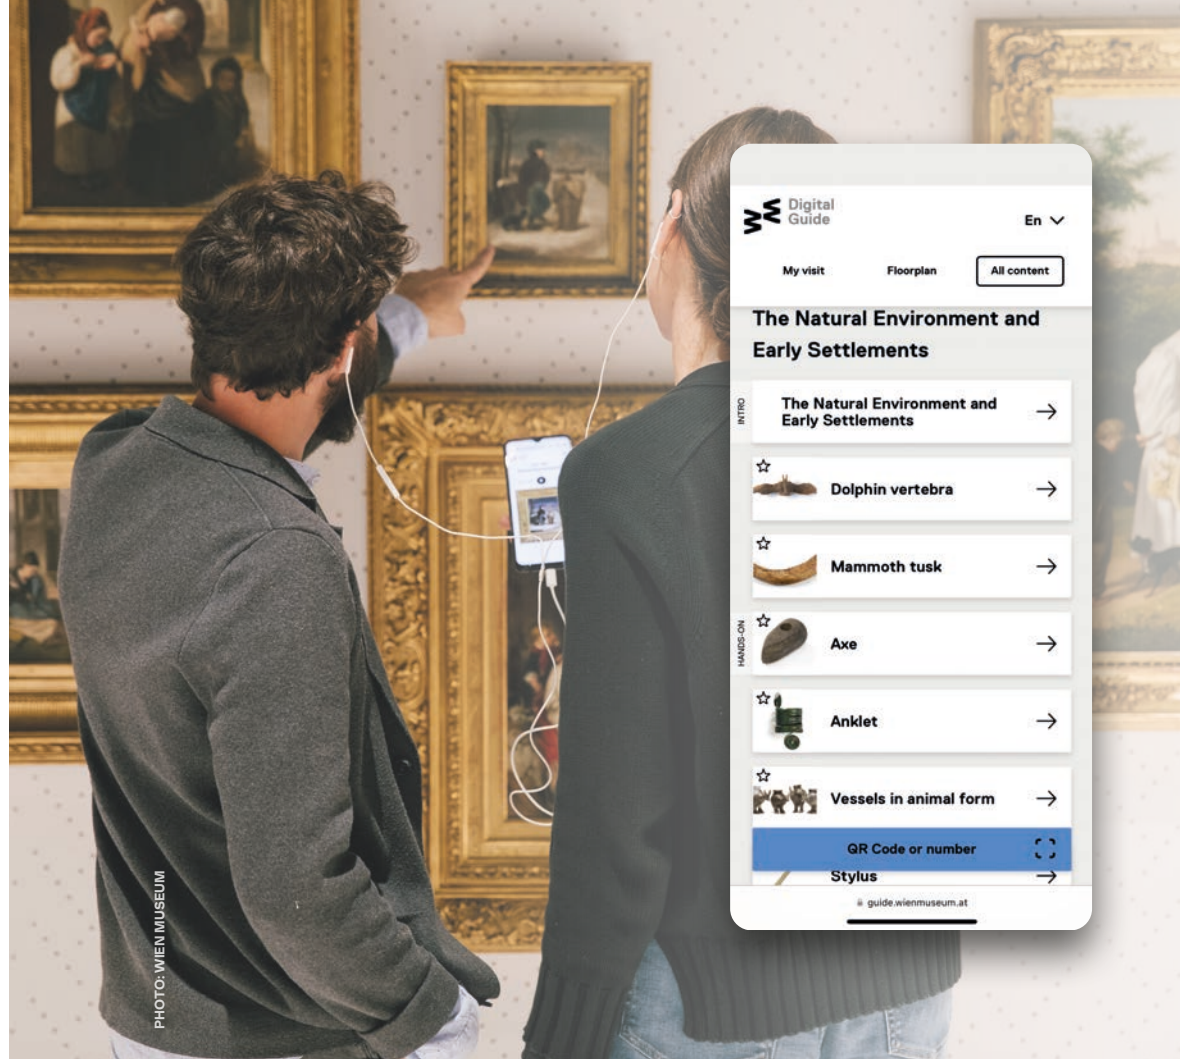 Digital
Guide
En
My visit
Floorplan
All content
The Natural Environment and
Early Settlements
INTRO
The Natural Environment and
Early Settlements
Dolphin vertebra
Mammoth tusk
HANDS-ON
Axe
Anklet
Vessels in animal form
QR Code or number
Stylus
guide.wienmuseum.at
PHOTO: WIEN MUSEUM